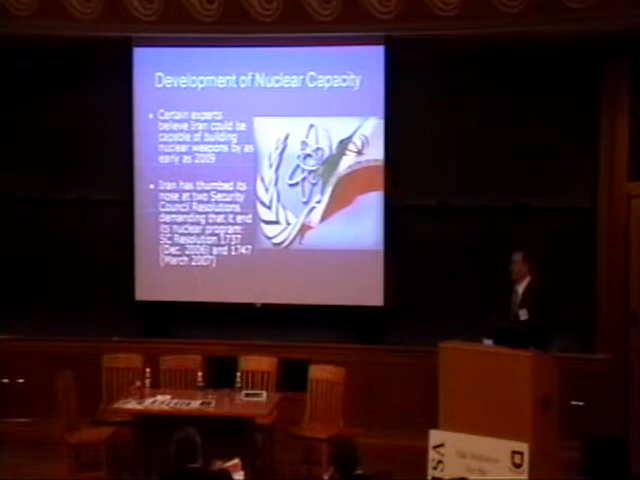 Development of Nuclear Capacity
• Certain experts
believe Iran could be
capable of building
nuclear weapons by as
early as 2009
• Iran has thumbed its
nose at two Security
Council Resolutions
demanding that it end
its nuclear program:
SC Resolution 1737
(Dec. 2006) and 1747
(March 2007)
SA
D